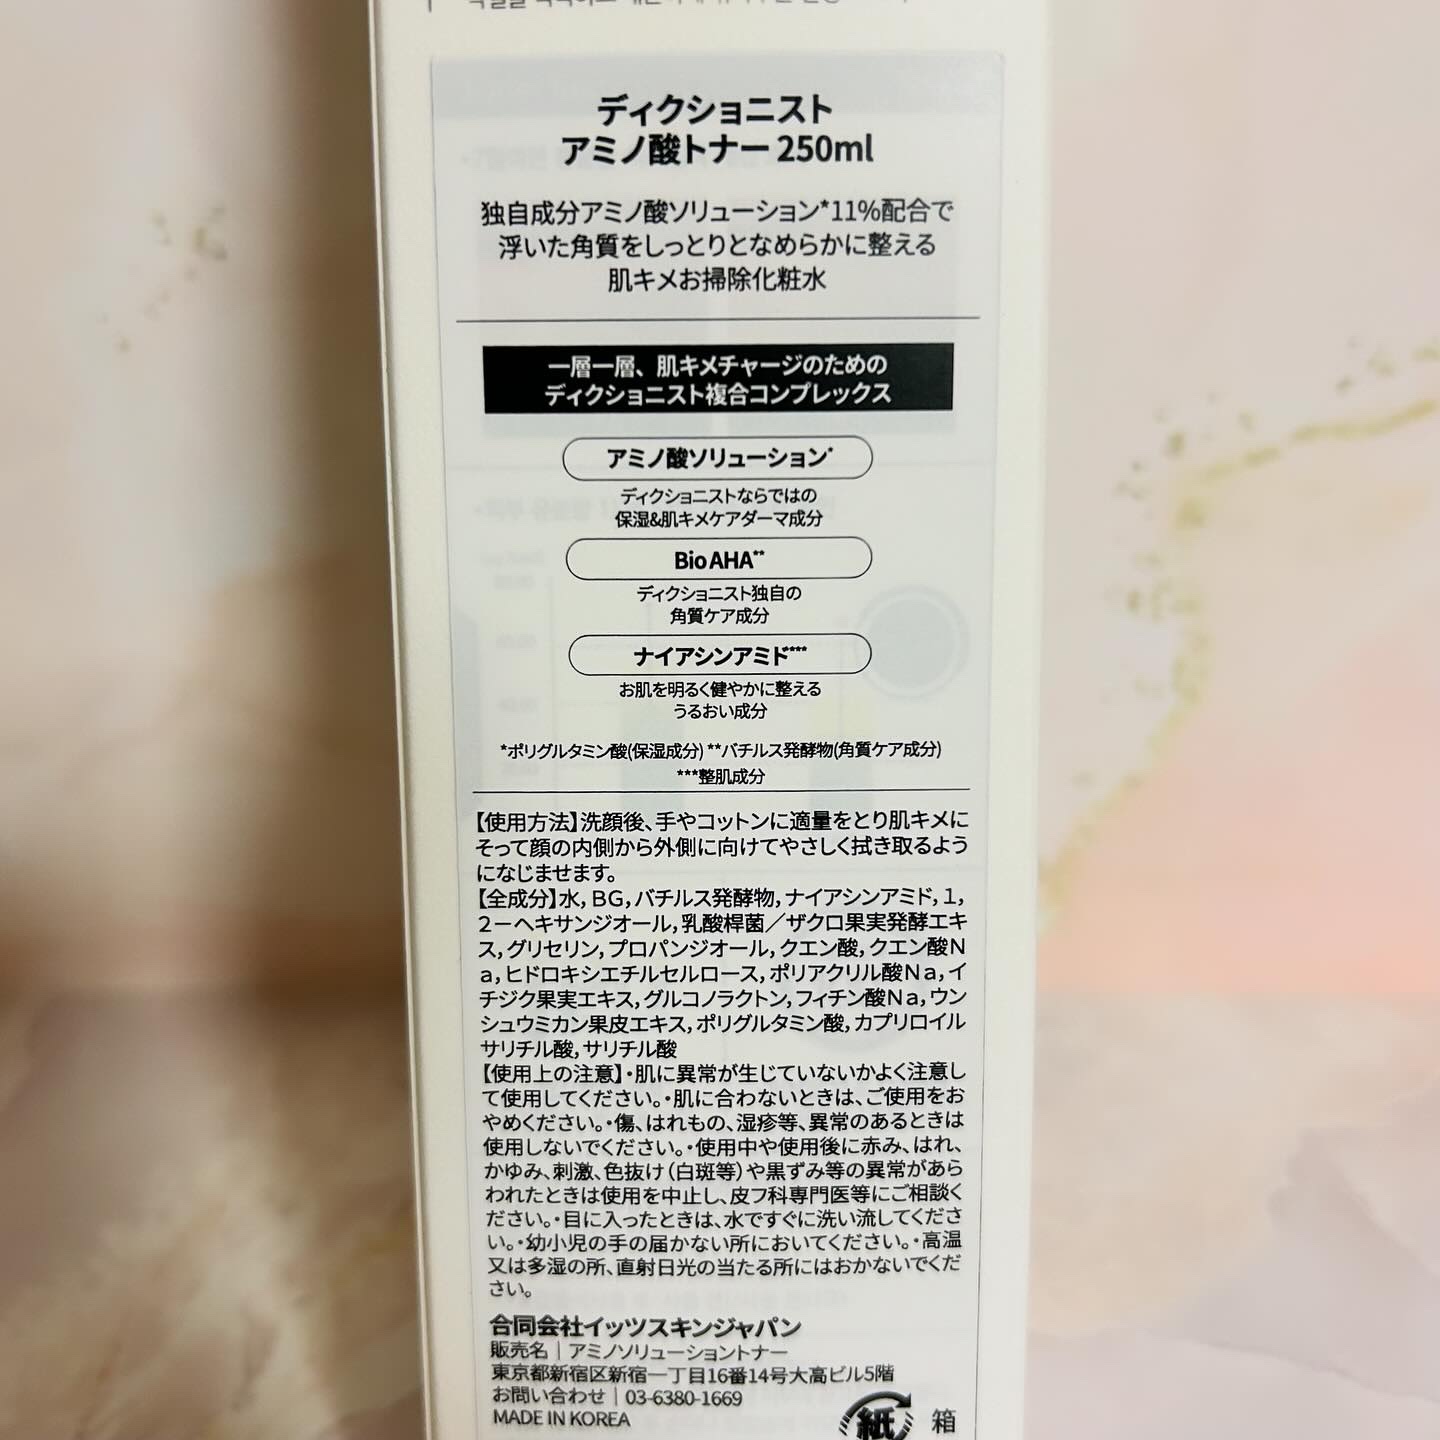 ディクショニスト
アミノ酸トナー 250ml
独自成分アミノ酸ソリューション*11%配合で
浮いた角質をしっとりとなめらかに整える
肌キメお掃除化粧水
一層一層、肌キメチャージのための
ディクショニスト複合コンプレックス
アミノ酸ソリューション*
ディクショニストならではの
保湿&肌キメケアダーマ成分
Bio AHA**
ディクショニスト独自の
角質ケア成分
ナイアシンアミド***
お肌を明るく健やかに整える
うるおい成分
*ポリグルタミン酸(保湿成分) **バチルス発酵物(角質ケア成分)
***整肌成分
【使用方法】洗顔後、手やコットンに適量をとり肌キメに
そって顔の内側から外側に向けてやさしく拭き取るよう
になじませます。
【全成分】水, BG, バチルス発酵物, ナイアシンアミド, 1,
2-ヘキサンジオール, 乳酸桿菌/ザクロ果実発酵エキ
ス, グリセリン, プロパンジオール, クエン酸, クエン酸N
a, ヒドロキシエチルセルロース, ポリアクリル酸Na, イ
チジク果実エキス, グルコノラクトン, フィチン酸Na, ウン
シュウミカン果皮エキス, ポリグルタミン酸, カプリロイル
サリチル酸, サリチル酸
【使用上の注意】・肌に異常が生じていないかよく注意し
て使用してください。・肌に合わないときは、ご使用をお
やめください。・傷、はれもの、湿疹等、異常のあるときは
使用しないでください。・使用中や使用後に赤み、はれ、
かゆみ、刺激、色抜け(白斑等)や黒ずみ等の異常があら
われたときは使用を中止し、皮フ科専門医等にご相談く
ださい。・目に入ったときは、水ですぐに洗い流してくださ
い。・幼小児の手の届かない所においてください。・高温
又は多湿の所、直射日光の当たる所にはおかないでくだ
さい。
合同会社イッツスキンジャパン
販売名|アミノソリューショントナー
東京都新宿区新宿一丁目16番14号大高ビル5階
お問い合わせ|03-6380-1669
MADE IN KOREA
紙 箱